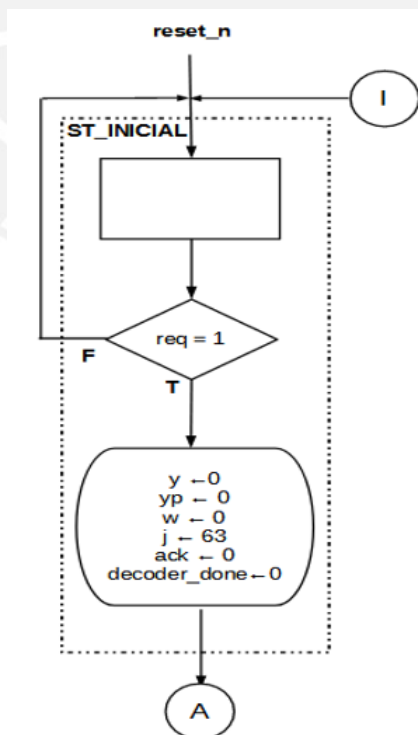 reset_n
I
ST_INICIAL
req = 1
F
T
y ←0
yp ← 0
w ← 0
j ← 63
ack ← 0
decoder_done←0
A